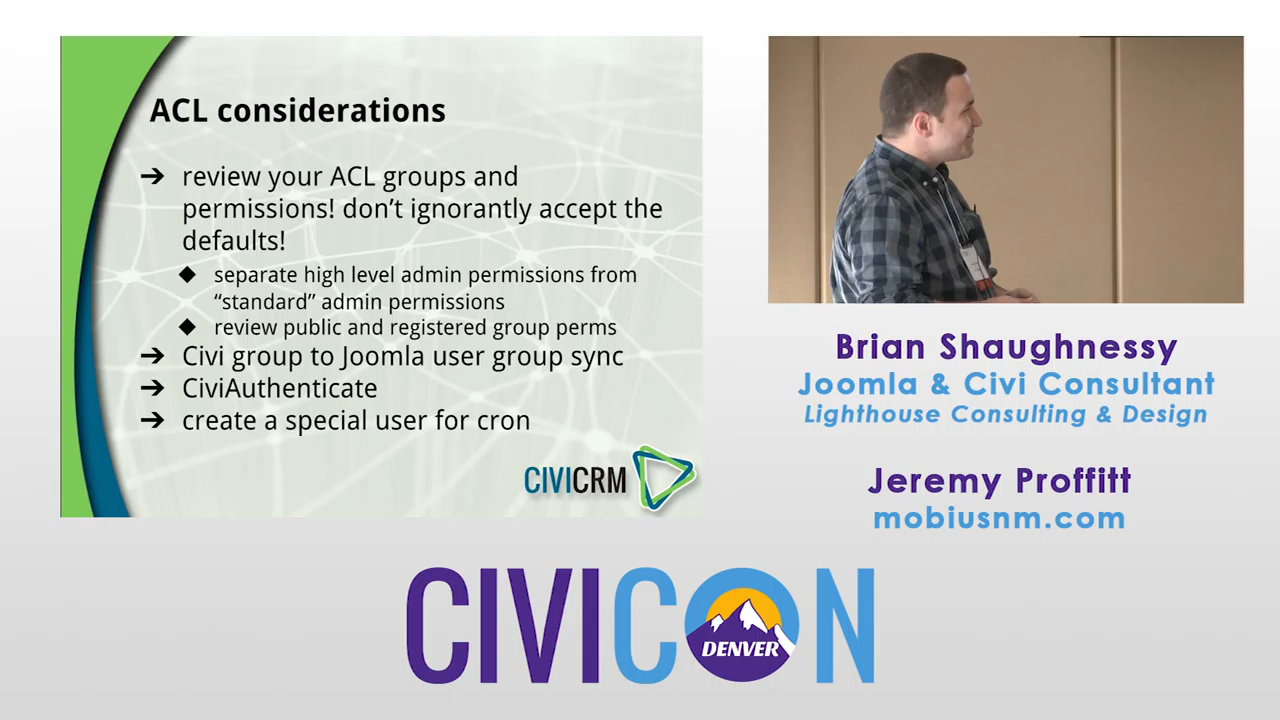 ACL considerations
➔ review your ACL groups and
permissions! don't ignorantly accept the
defaults!
◆ separate high level admin permissions from
“standard” admin permissions
◆ review public and registered group perms
➔ Civi group to Joomla user group sync
➔ CiviAuthenticate
➔ create a special user for cron
CIVICRM
Brian Shaughnessy
Joomla & Civi Consultant
Lighthouse Consulting & Design
Jeremy Proffitt
mobiusnm.com
CIVICON
DENVER